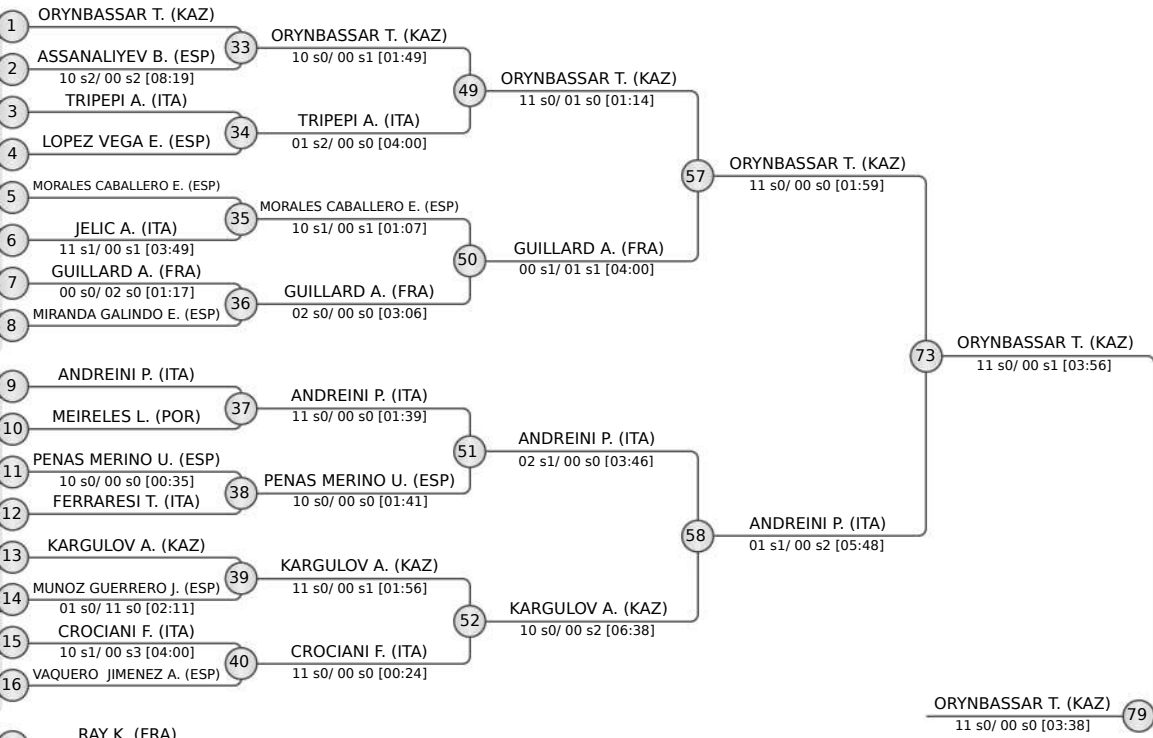 1 ORYNBASSAR T. (KAZ)
33 ORYNBASSAR T. (KAZ)
10 s0/ 00 s1 [01:49]
2 ASSANALIYEV B. (ESP)
10 s2/ 00 s2 [08:19]
49 ORYNBASSAR T. (KAZ)
11 s0/ 01 s0 [01:14]
3 TRIPEPI A. (ITA)
34 TRIPEPI A. (ITA)
01 s2/ 00 s0 [04:00]
4 LOPEZ VEGA E. (ESP)
57 ORYNBASSAR T. (KAZ)
11 s0/ 00 s0 [01:59]
5 MORALES CABALLERO E. (ESP)
35 MORALES CABALLERO E. (ESP)
10 s1/ 00 s1 [01:07]
6 JELIC A. (ITA)
11 s1/ 00 s1 [03:49]
50 GUILLARD A. (FRA)
00 s1/ 01 s1 [04:00]
7 GUILLARD A. (FRA)
00 s0/ 02 s0 [01:17]
36 GUILLARD A. (FRA)
02 s0/ 00 s0 [03:06]
8 MIRANDA GALINDO E. (ESP)
73 ORYNBASSAR T. (KAZ)
11 s0/ 00 s1 [03:56]
9 ANDREINI P. (ITA)
37 ANDREINI P. (ITA)
11 s0/ 00 s0 [01:39]
10 MEIRELES L. (POR)
51 ANDREINI P. (ITA)
02 s1/ 00 s0 [03:46]
11 PENAS MERINO U. (ESP)
10 s0/ 00 s0 [00:35]
38 PENAS MERINO U. (ESP)
10 s0/ 00 s0 [01:41]
12 FERRARESI T. (ITA)
58 ANDREINI P. (ITA)
01 s1/ 00 s2 [05:48]
13 KARGULOV A. (KAZ)
39 KARGULOV A. (KAZ)
11 s0/ 00 s1 [01:56]
14 MUNOZ GUERRERO J. (ESP)
01 s0/ 11 s0 [02:11]
52 KARGULOV A. (KAZ)
10 s0/ 00 s2 [06:38]
15 CROCIANI F. (ITA)
10 s1/ 00 s3 [04:00]
40 CROCIANI F. (ITA)
11 s0/ 00 s0 [00:24]
16 VAQUERO JIMENEZ A. (ESP)
ORYNBASSAR T. (KAZ) 79
11 s0/ 00 s0 [03:38]
RAY K. (FRA)